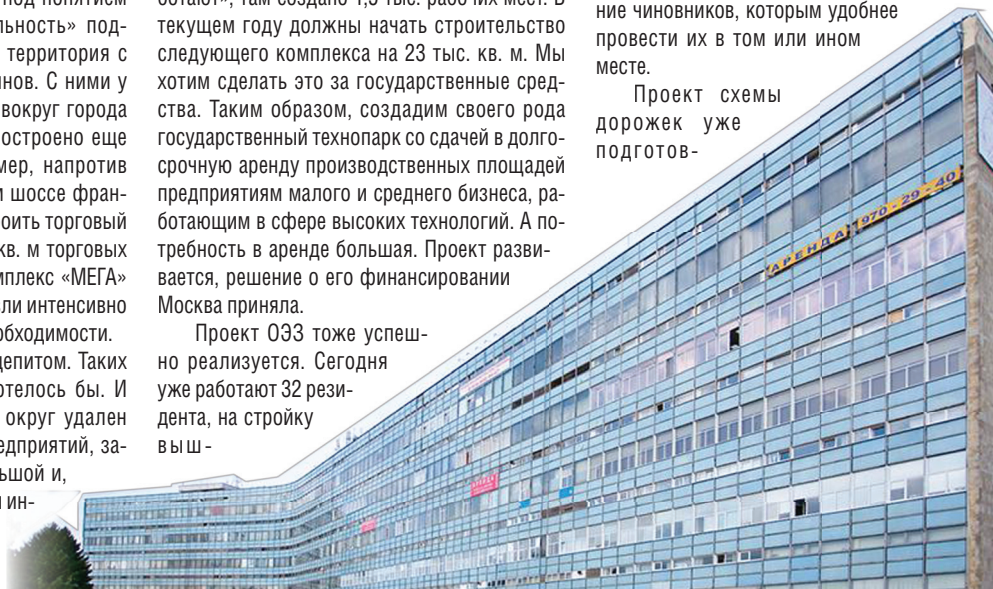 под понятием
льность» под-
территория с
нов. С ними у
вокруг города
остроено еще
мер, напротив
и шоссе фран-
роить торговый
кв. м торговых
мплекс «МЕГА»
ли интенсивно
обходимости.
цепитом. Таких
отелось бы. И
округ удален
едприятий, за-
ьшой и,
и ин-
ботают», там создано 1,5 тыс. рабочих мест. В
текущем году должны начать строительство
следующего комплекса на 23 тыс. кв. м. Мы
хотим сделать это за государственные сред-
ства. Таким образом, создадим своего рода
государственный технопарк со сдачей в долго-
срочную аренду производственных площадей
предприятиям малого и среднего бизнеса, ра-
ботающим в сфере высоких технологий. А по-
требность в аренде большая. Проект разви-
вается, решение о его финансировании
Москва приняла.
Проект ОЭЗ тоже успеш-
но реализуется. Сегодня
уже работают 32 рези-
дента, на стройку
выш-
ние чиновников, которым удобнее
провести их в том или ином
месте.
Проект схемы
дорожек уже
подготов-
АРЕНДА 970-29-40